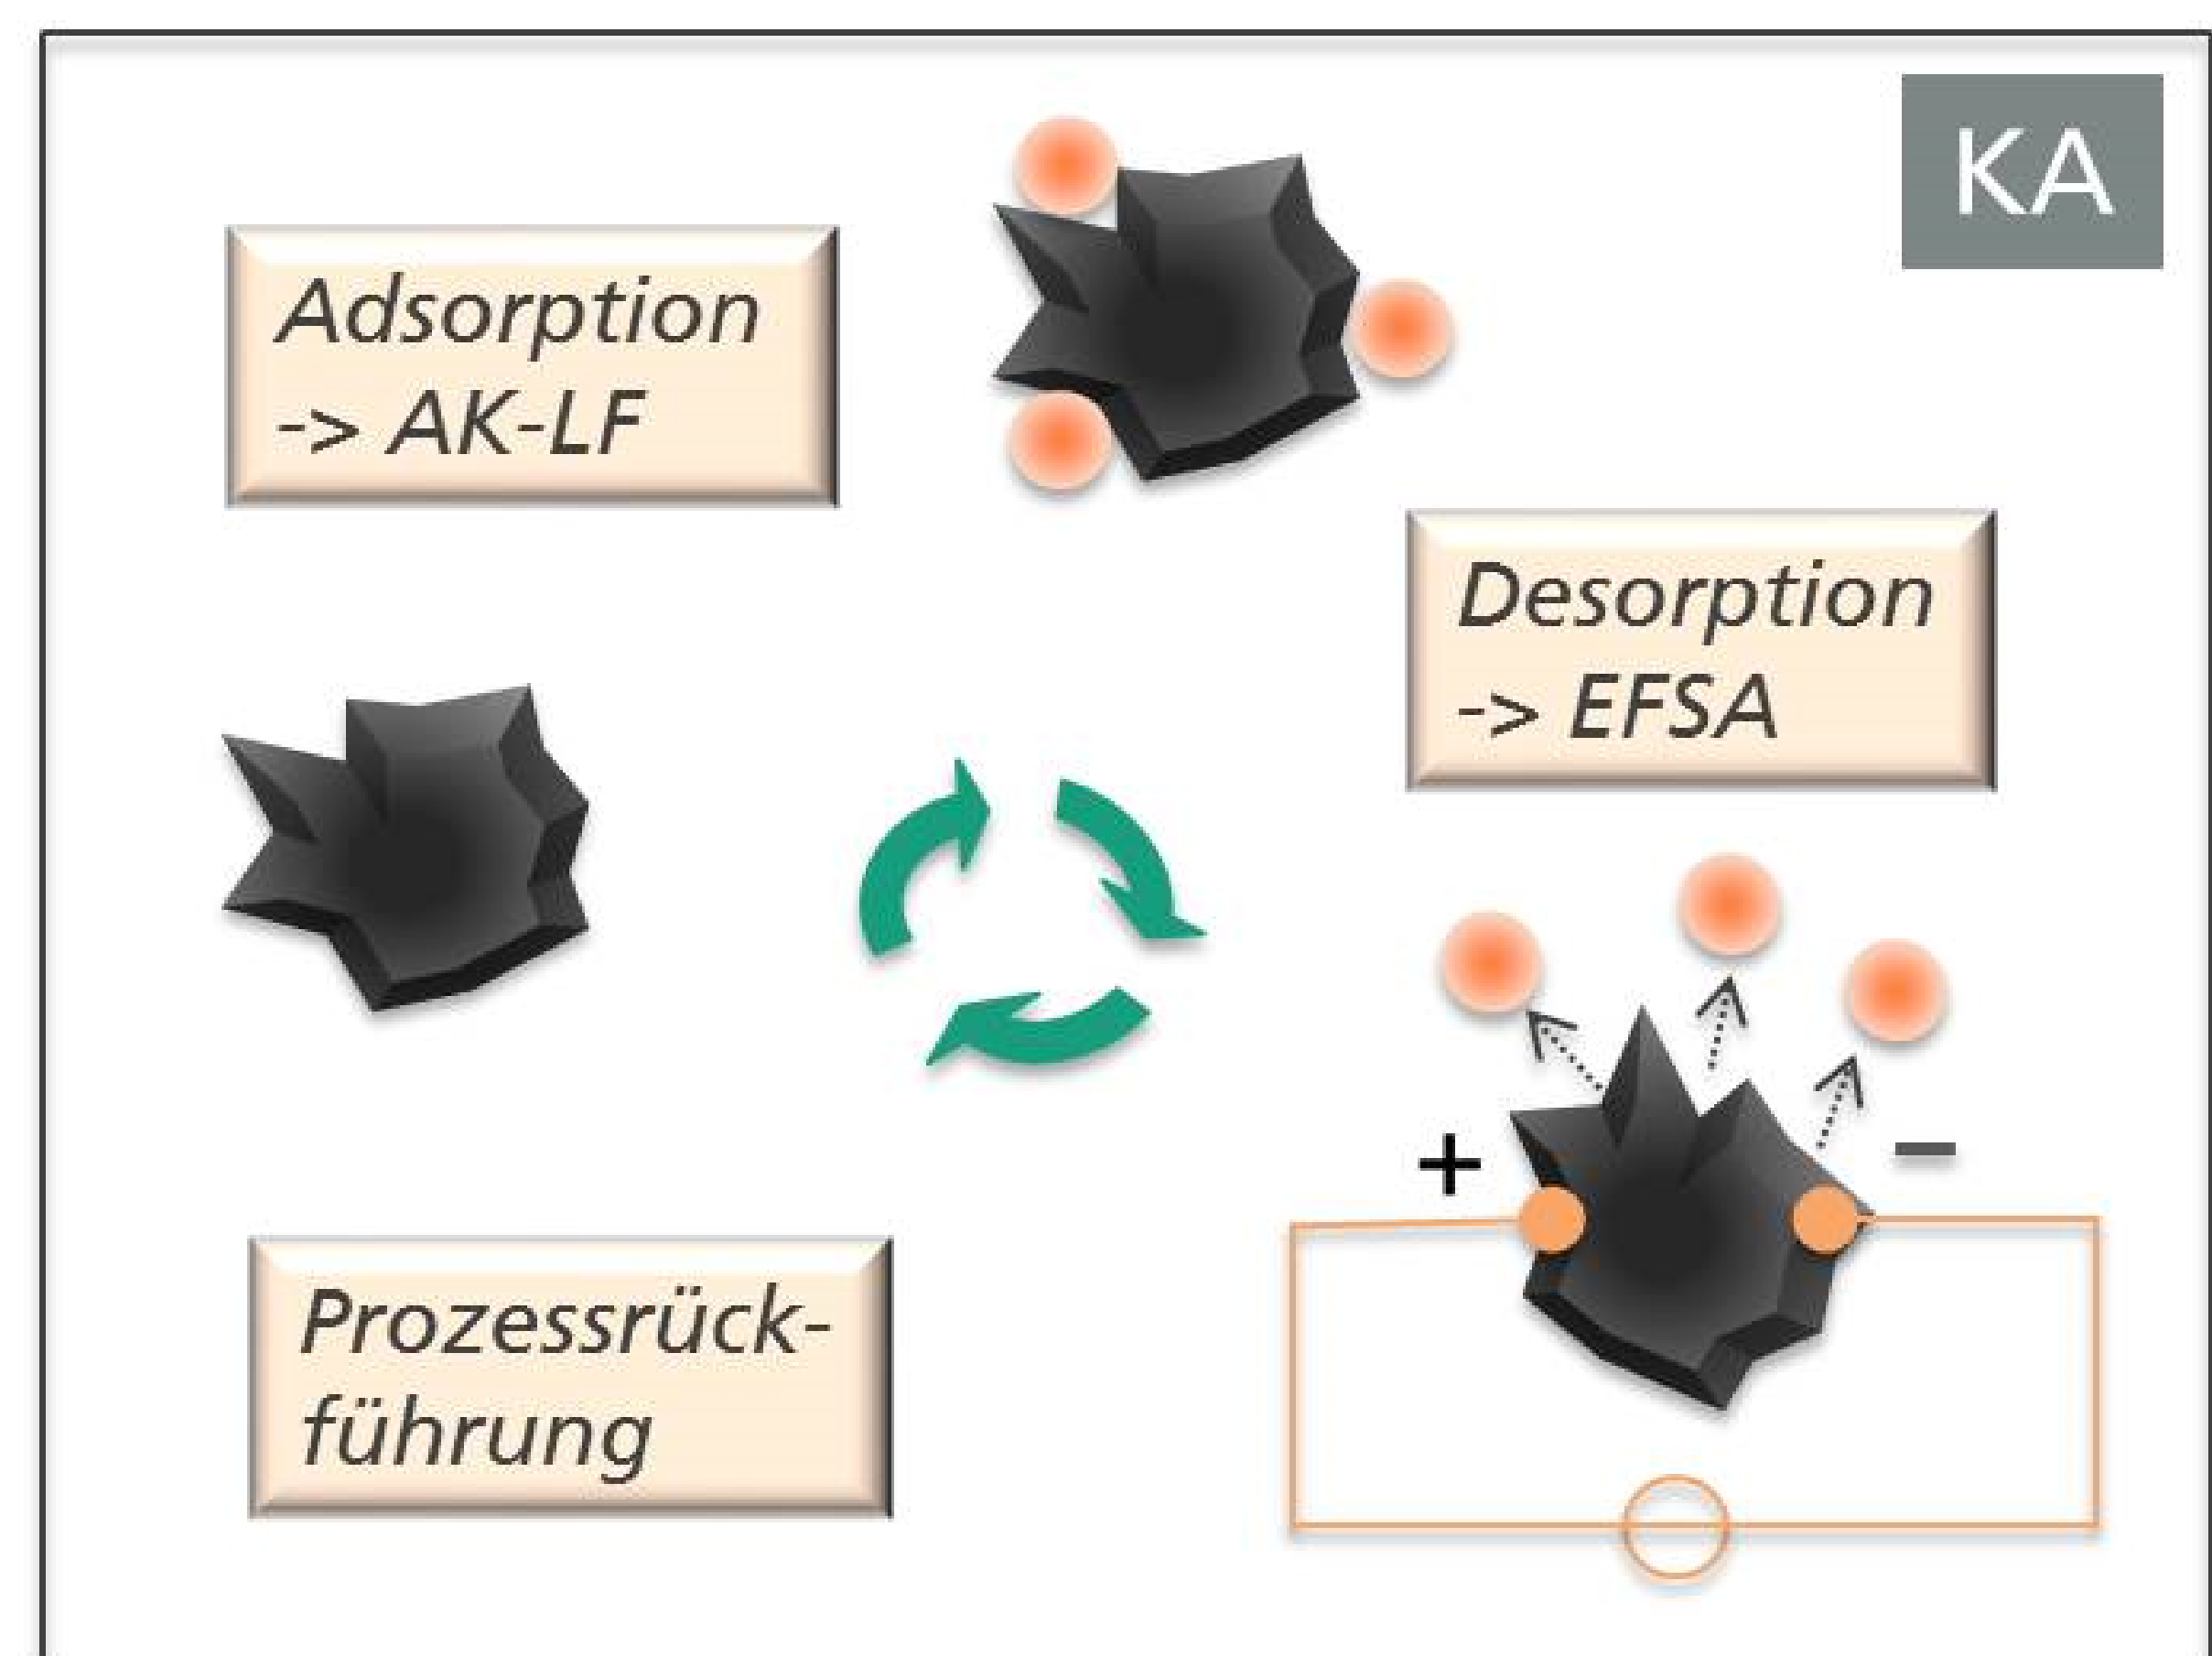 KA
Adsorption
-> AK-LF
Desorption
-> EFSA
+
−
Prozessrück-
führung